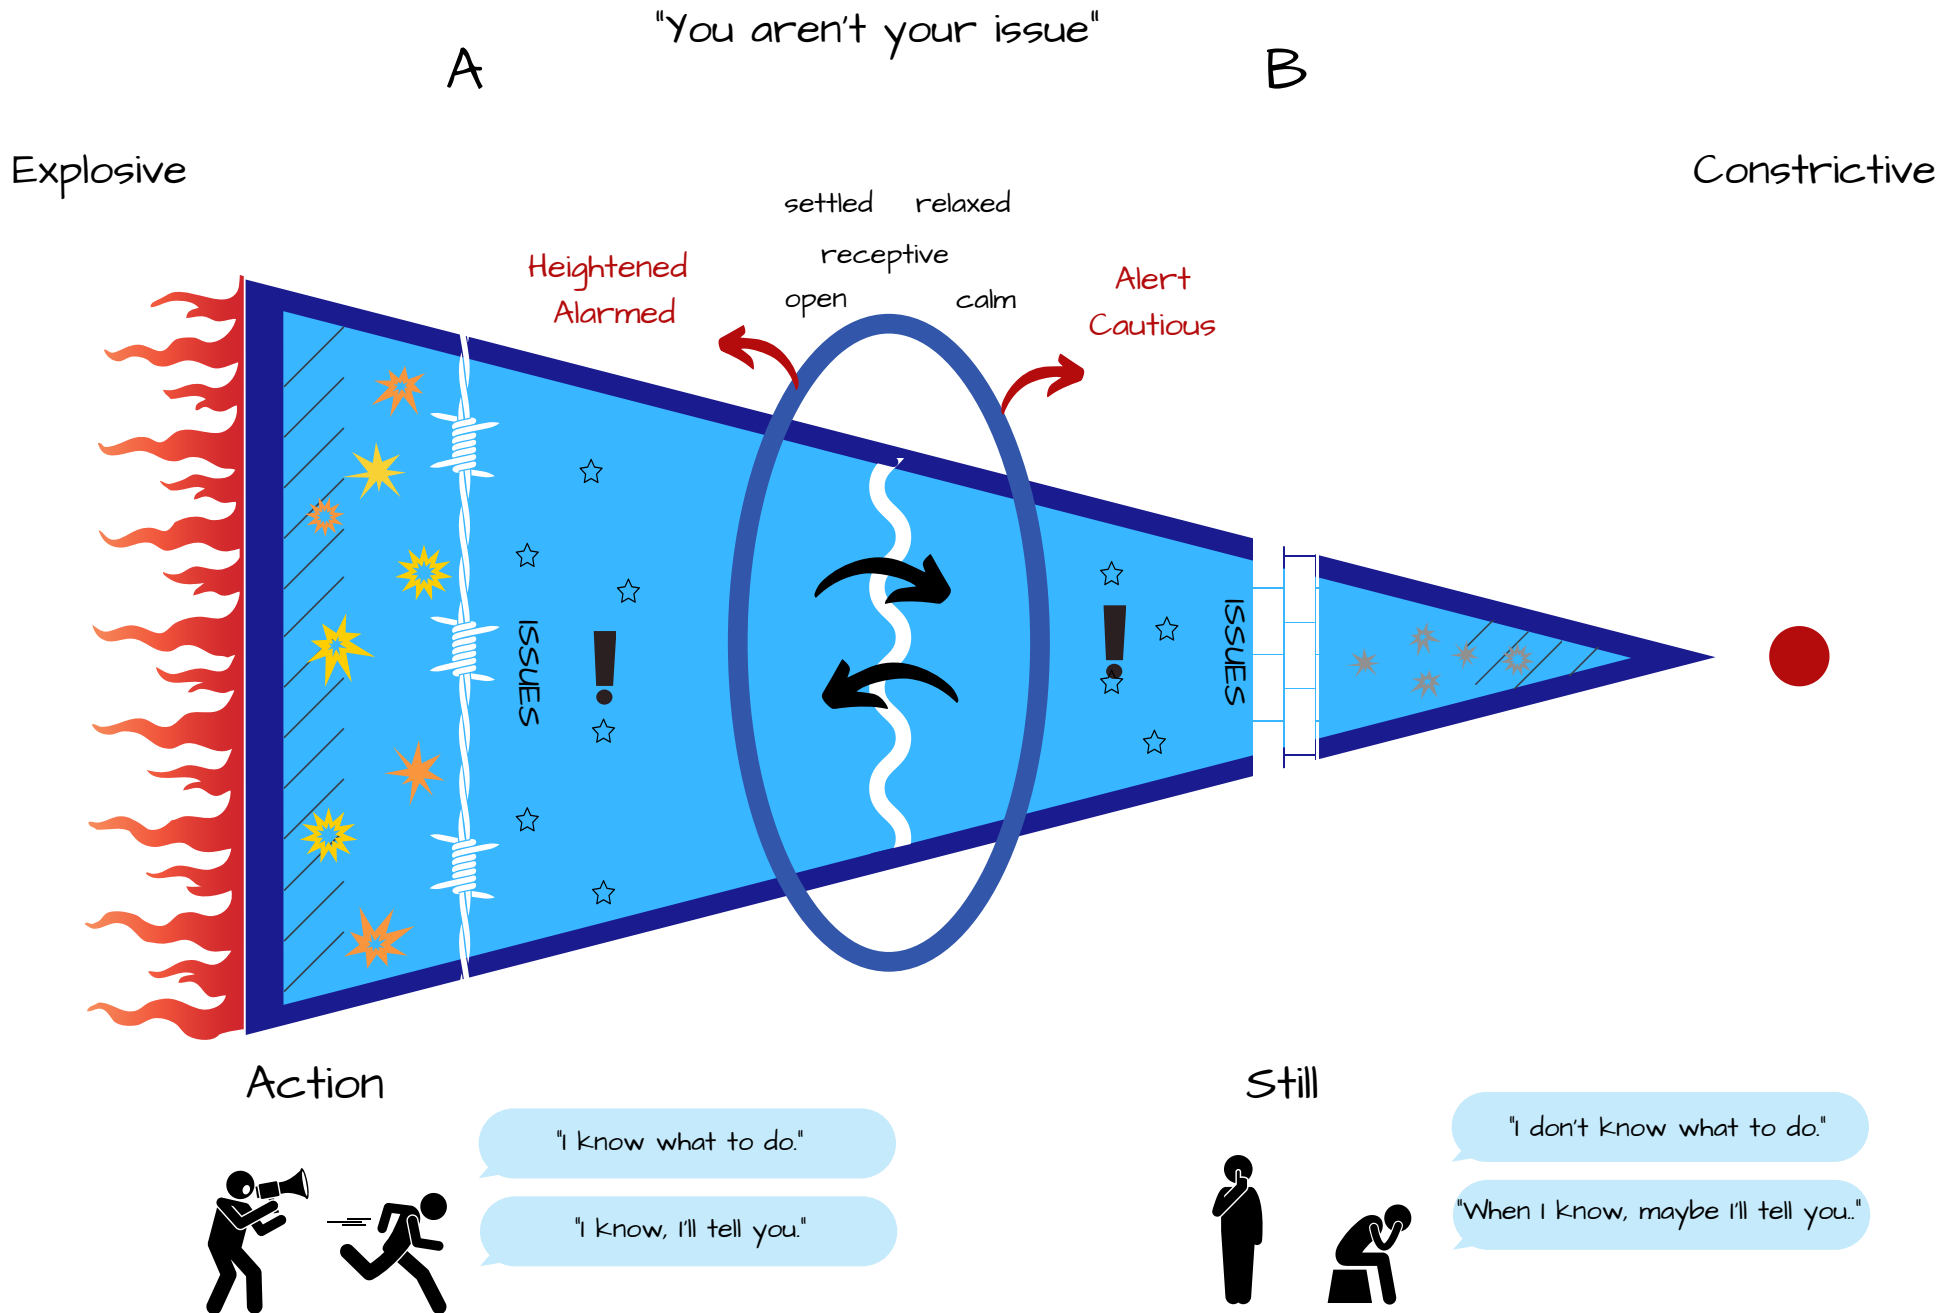 "You aren't your issue"
A
B
Explosive
Constrictive
settled relaxed
receptive
open calm
Heightened
Alarmed
Alert
Cautious
ISSUES
ISSUES
Action
"I know what to do."
"I know, I'll tell you."
Still
"I don't know what to do."
"When I know, maybe I'll tell you.."